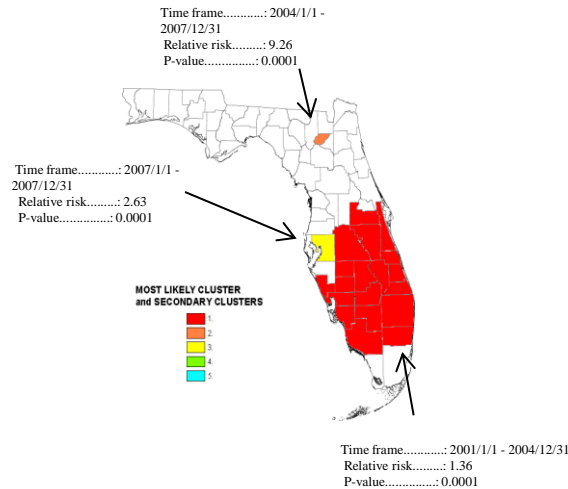 Time frame............: 2004/1/1 -
2007/12/31
Relative risk.........: 9.26
P-value...............: 0.0001
Time frame............: 2007/1/1 -
2007/12/31
Relative risk.........: 2.63
P-value...............: 0.0001
MOST LIKELY CLUSTER
and SECONDARY CLUSTERS
1.
2.
3.
4.
5.
Time frame............: 2001/1/1 - 2004/12/31
Relative risk.........: 1.36
P-value...............: 0.0001